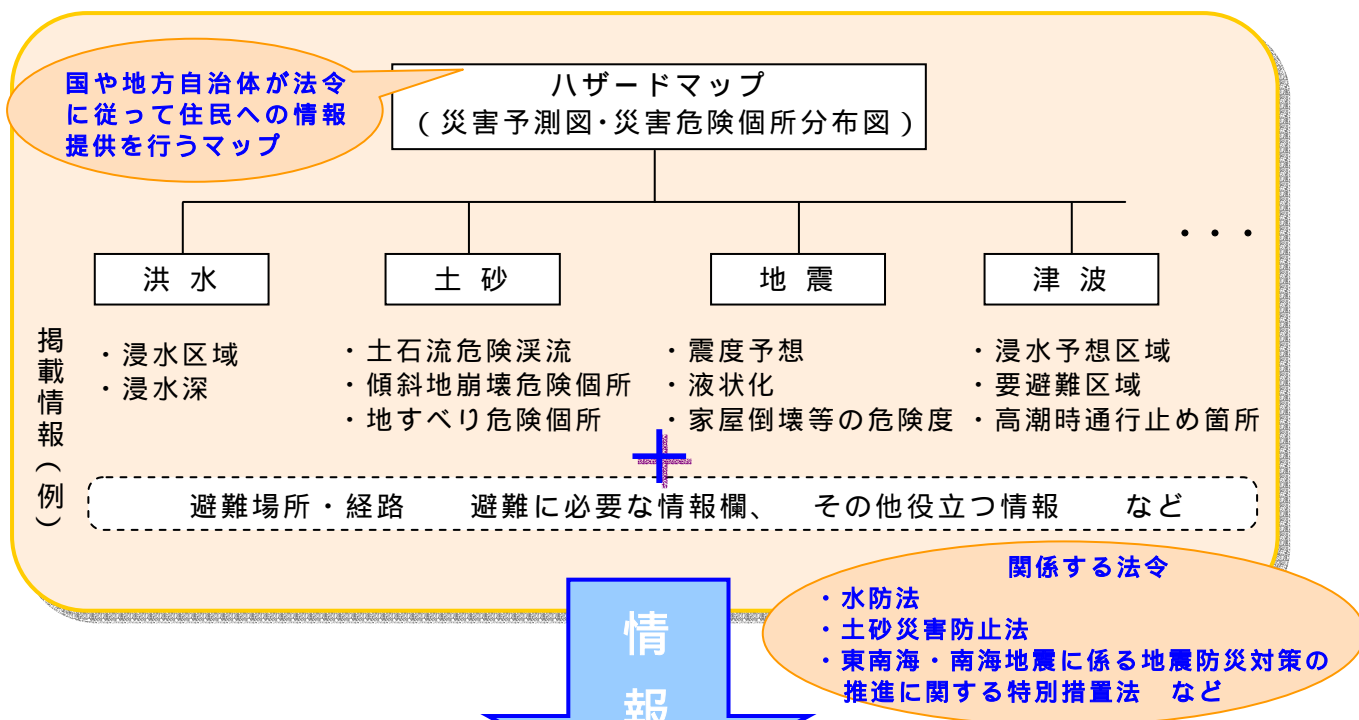 国や地方自治体が法令
に従って住民への情報
提供を行うマップ
ハザードマップ
(災害予測図・災害危険個所分布図)
・・・
洪水
土砂
地震
津波
掲載情報(例)
・浸水区域
・浸水深
・土石流危険渓流
・傾斜地崩壊危険個所
・地すべり危険個所
・震度予想
・液状化
・家屋倒壊等の危険度
・浸水予想区域
・要避難区域
・高潮時通行止め箇所
+
避難場所・経路 避難に必要な情報欄、 その他役立つ情報 など
関係する法令
・水防法
・土砂災害防止法
・東南海・南海地震に係る地震防災対策の
推進に関する特別措置法 など
情
報